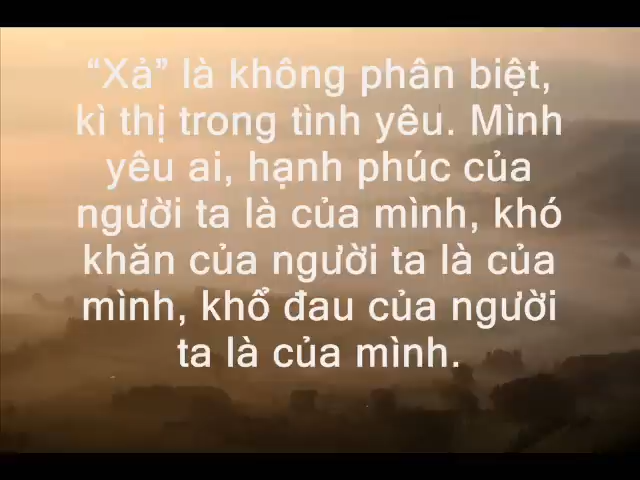 “Xả” là không phân biệt,
kì thị trong tình yêu. Mình
yêu ai, hạnh phúc của
người ta là của mình, khó
khăn của người ta là của
mình, khổ đau của người
ta là của mình.